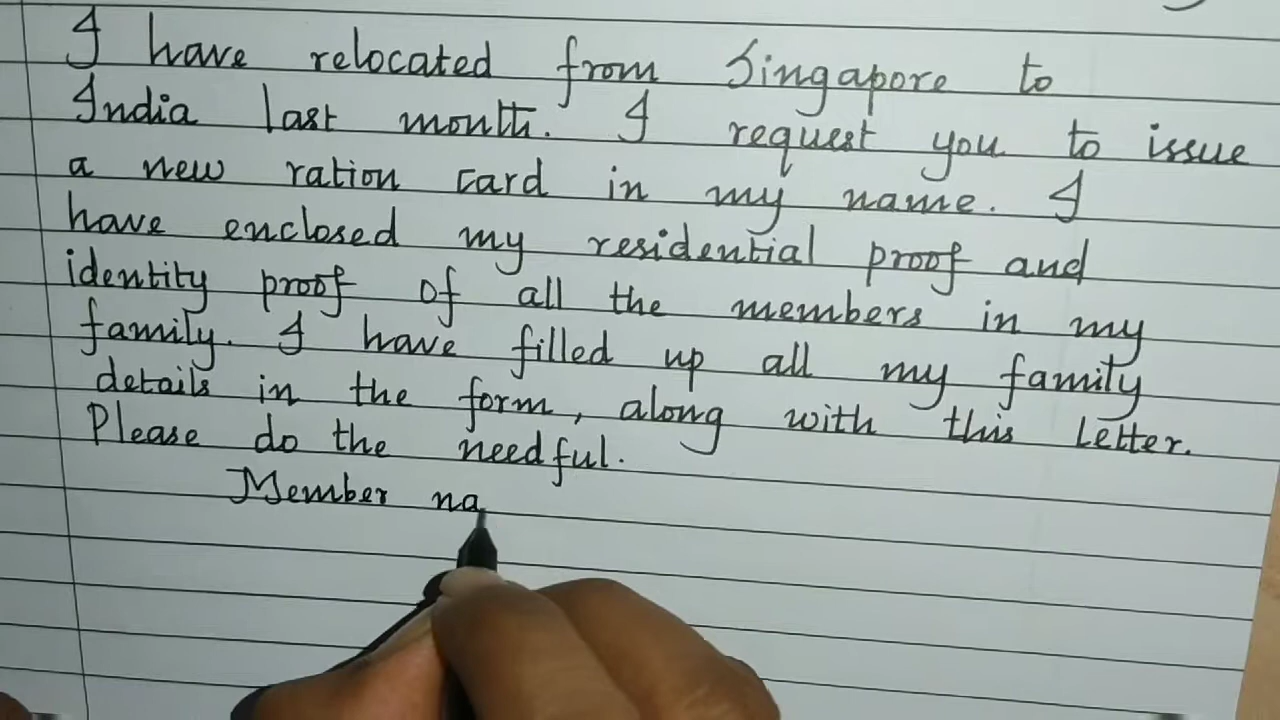 I have relocated from Singapore to
India last month. I request you to issue
a new ration card in my name. I
have enclosed my residential proof and
identity proof of all the members in my
family. I have filled up all my family
details in the form, along with this letter.
Please do the needful.
Member na